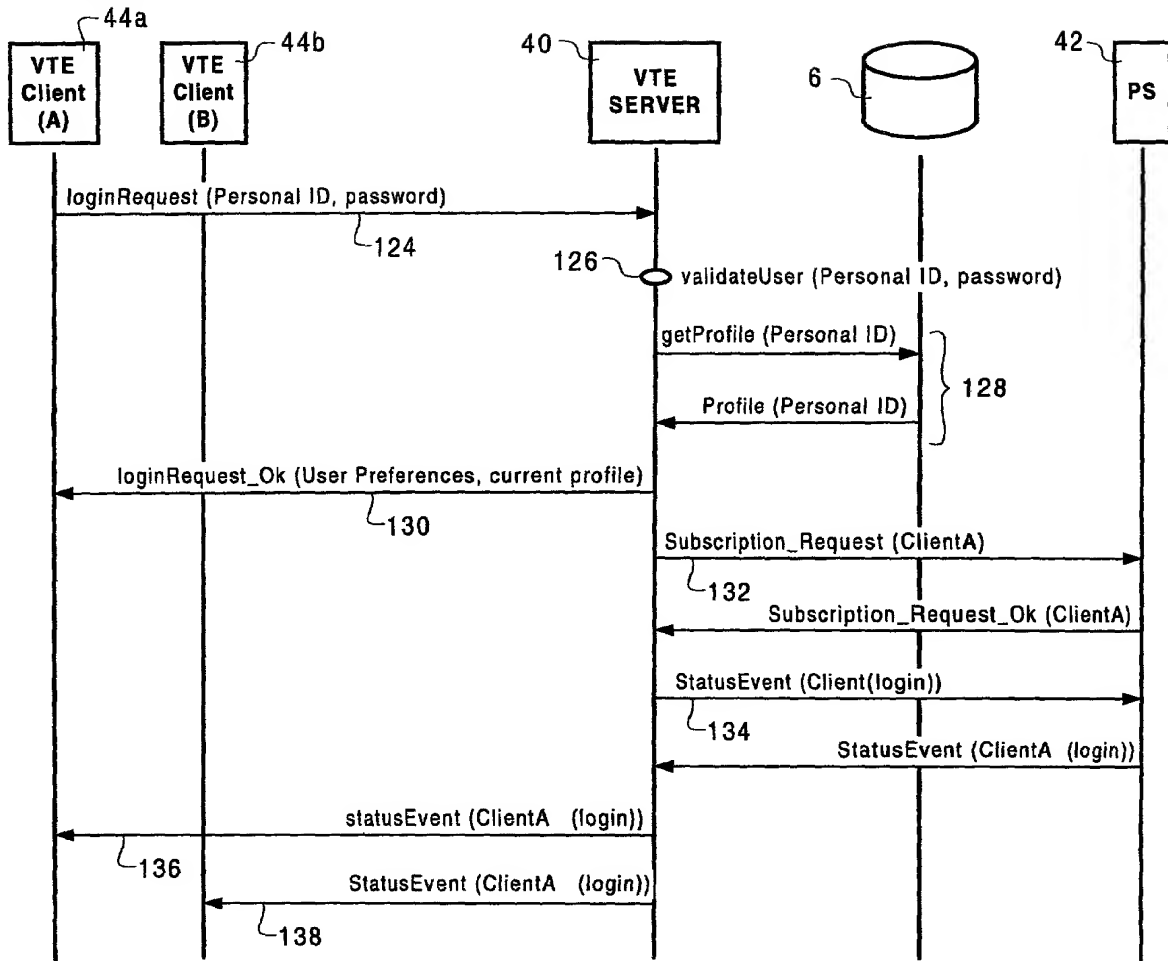 44a
44b
40
6
42
VTE
Client
(A)
VTE
Client
(B)
VTE
SERVER
PS
loginRequest (Personal ID, password)
124
126
validateUser (Personal ID, password)
getProfile (Personal ID)
128
Profile (Personal ID)
loginRequest_Ok (User Preferences, current profile)
130
Subscription_Request (ClientA)
132
Subscription_Request_Ok (ClientA)
StatusEvent (Client(login))
134
StatusEvent (ClientA (login))
statusEvent (ClientA (login))
136
StatusEvent (ClientA (login))
138